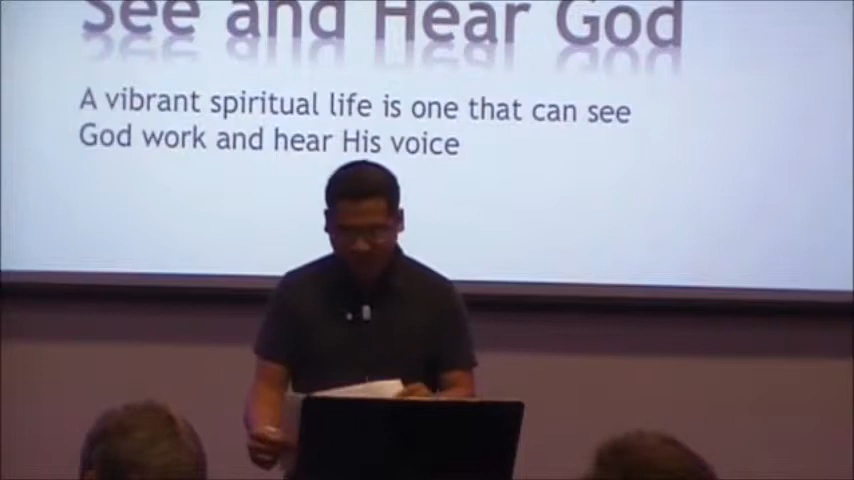 See and Hear God
A vibrant spiritual life is one that can see
God work and hear His voice